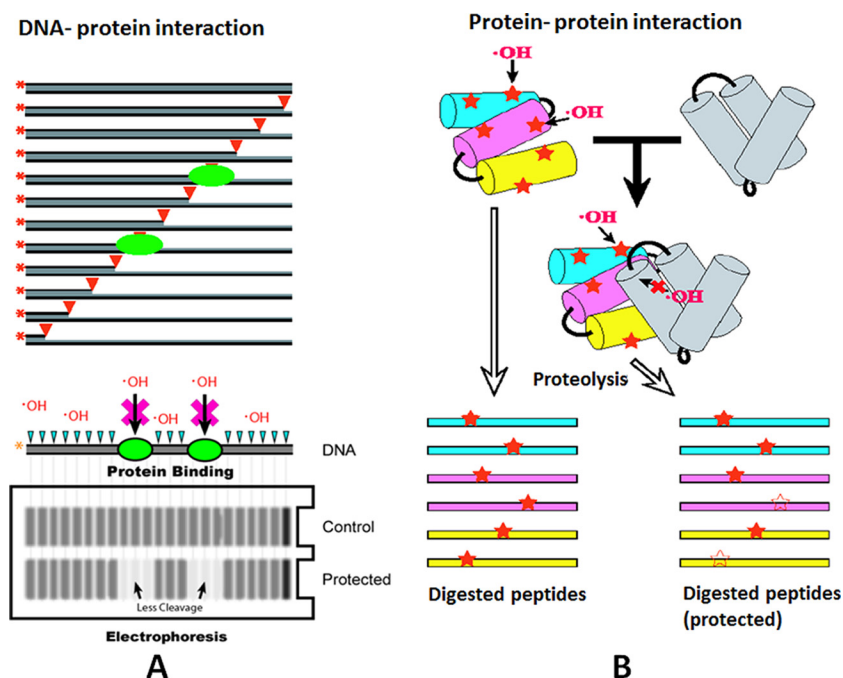 DNA- protein interaction
*
*
*
*
*
*
*
*
*
*
*
*
·OH
·OH
·OH
·OH
·OH
·OH
*
DNA
Protein Binding
Control
Protected
Less Cleavage
Electrophoresis
A
Protein- protein interaction
·OH
·OH
·OH
·OH
Proteolysis
Digested peptides
Digested peptides
(protected)
B